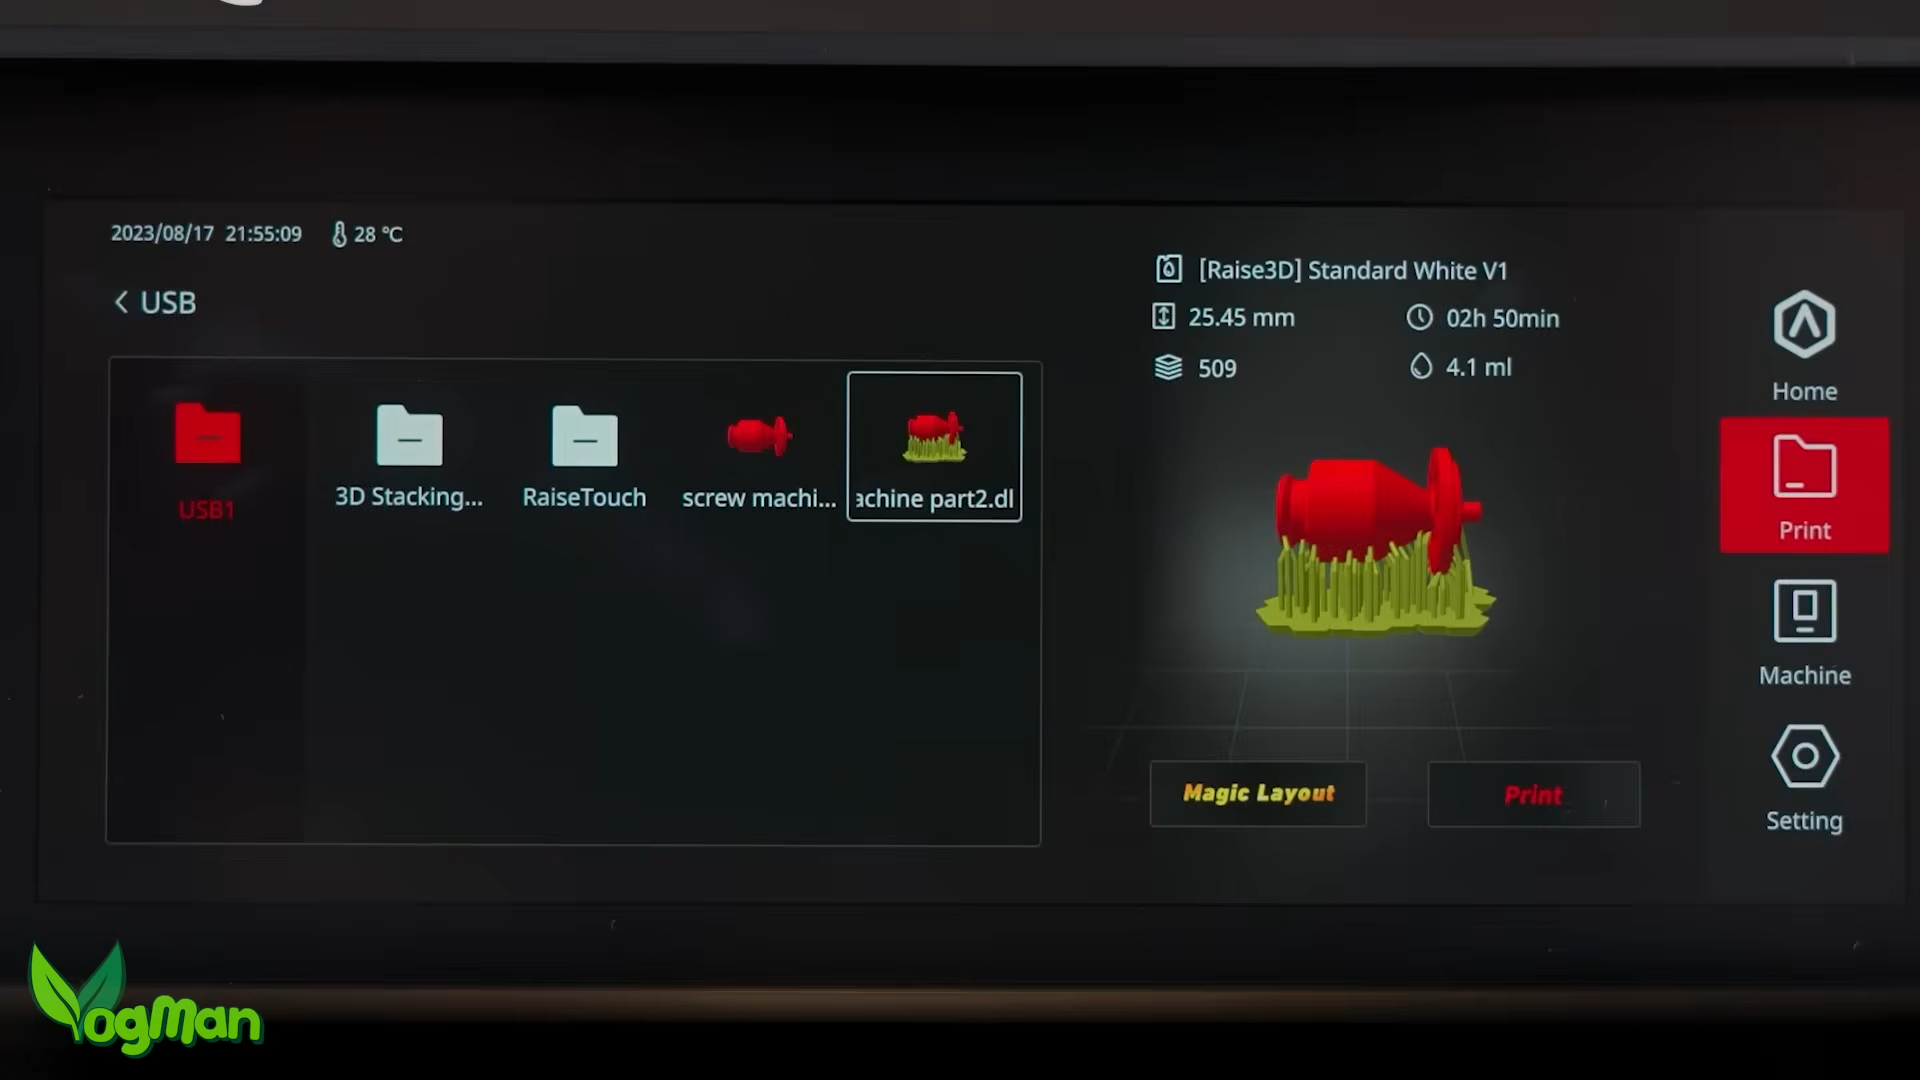 2023/08/17 21:55:09 28 °C
USB
USB1
3D Stacking...
RaiseTouch
screw machi...
achine part2.dl
[Raise3D] Standard White V1
25.45 mm
02h 50min
509
4.1 ml
Magic Layout
Print
Home
Print
Machine
Setting
YogMan